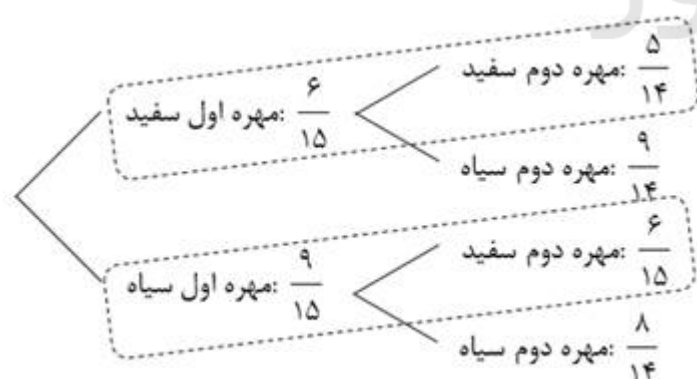 مهره دوم سفید: ۵/۱۴
مهره اول سفید: ۶/۱۵
مهره دوم سیاه: ۹/۱۴
مهره دوم سفید: ۶/۱۵
مهره اول سیاه: ۹/۱۵
مهره دوم سیاه: ۸/۱۴